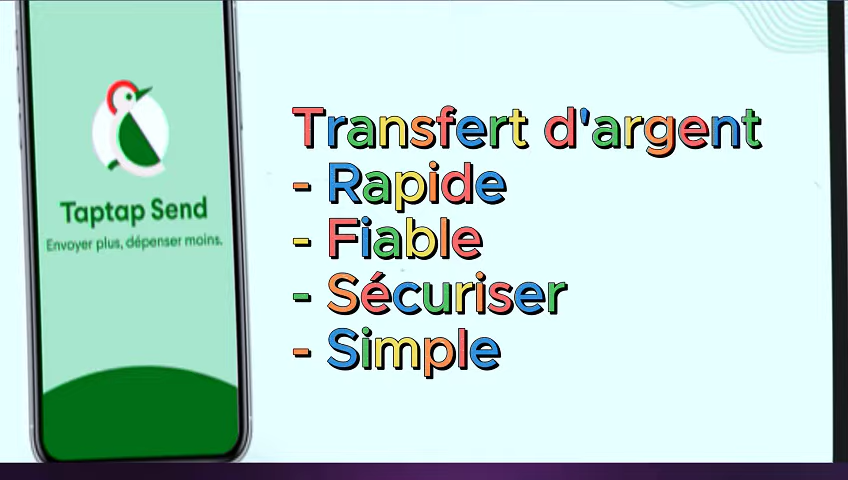 Taptap Send
Envoyer plus, dépenser moins.
Transfert d'argent
- Rapide
- Fiable
- Sécuriser
- Simple